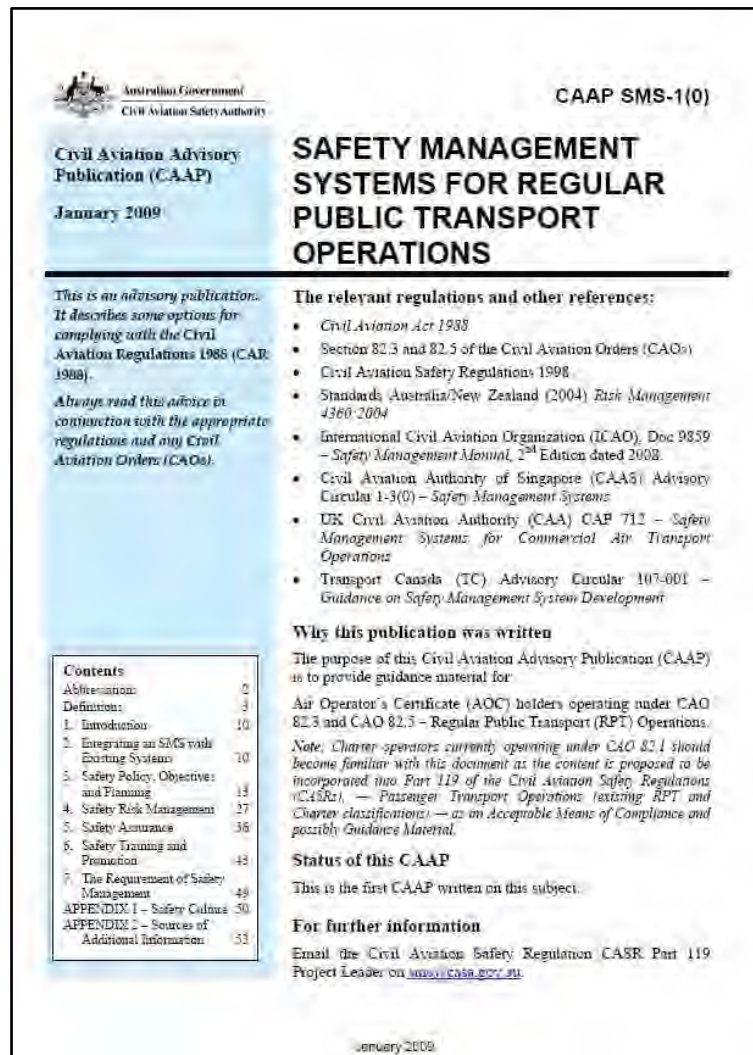 Australian Government
Civil Aviation Safety Authority
CAAP SMS-1(0)
Civil Aviation Advisory
Publication (CAAP)
January 2009
SAFETY MANAGEMENT
SYSTEMS FOR REGULAR
PUBLIC TRANSPORT
OPERATIONS
This is an advisory publication.
It describes some options for
complying with the Civil
Aviation Regulations 1988 (CAR
1988).
Always read this advice in
conjunction with the appropriate
regulations and any Civil
Aviation Orders (CAOs).
Contents
Abbreviations 2
Definitions 3
1. Introduction 10
2. Integrating an SMS with
Existing Systems 10
3. Safety Policy, Objectives
and Planning 13
4. Safety Risk Management 27
5. Safety Assurance 36
6. Safety Training and
Promotion 43
7. The Requirement of Safety
Management 49
APPENDIX 1 – Safety Culture 50
APPENDIX 2 – Sources of
Additional Information 53
The relevant regulations and other references:
• Civil Aviation Act 1988
• Section 82.3 and 82.5 of the Civil Aviation Orders (CAOs)
• Civil Aviation Safety Regulations 1998
• Standards Australia/New Zealand (2004) Risk Management
4360:2004
• International Civil Aviation Organization (ICAO), Doc 9859
– Safety Management Manual, 2nd Edition dated 2008.
• Civil Aviation Authority of Singapore (CAAS) Advisory
Circular 1-3(0) – Safety Management Systems
• UK Civil Aviation Authority (CAA) CAP 712 – Safety
Management Systems for Commercial Air Transport
Operations
• Transport Canada (TC) Advisory Circular 107-001 –
Guidance on Safety Management System Development
Why this publication was written
The purpose of this Civil Aviation Advisory Publication (CAAP)
is to provide guidance material for
Air Operator's Certificate (AOC) holders operating under CAO
82.3 and CAO 82.5 – Regular Public Transport (RPT) Operations.
Note: Charter operators currently operating under CAO 82.1 should
become familiar with this document as the content is proposed to be
incorporated into Part 119 of the Civil Aviation Safety Regulations
(CASRs), — Passenger Transport Operations (existing RPT and
Charter classifications) — as an Acceptable Means of Compliance and
possibly Guidance Material.
Status of this CAAP
This is the first CAAP written on this subject.
For further information
Email the Civil Aviation Safety Regulation CASR Part 119
Project Leader on
January 2009